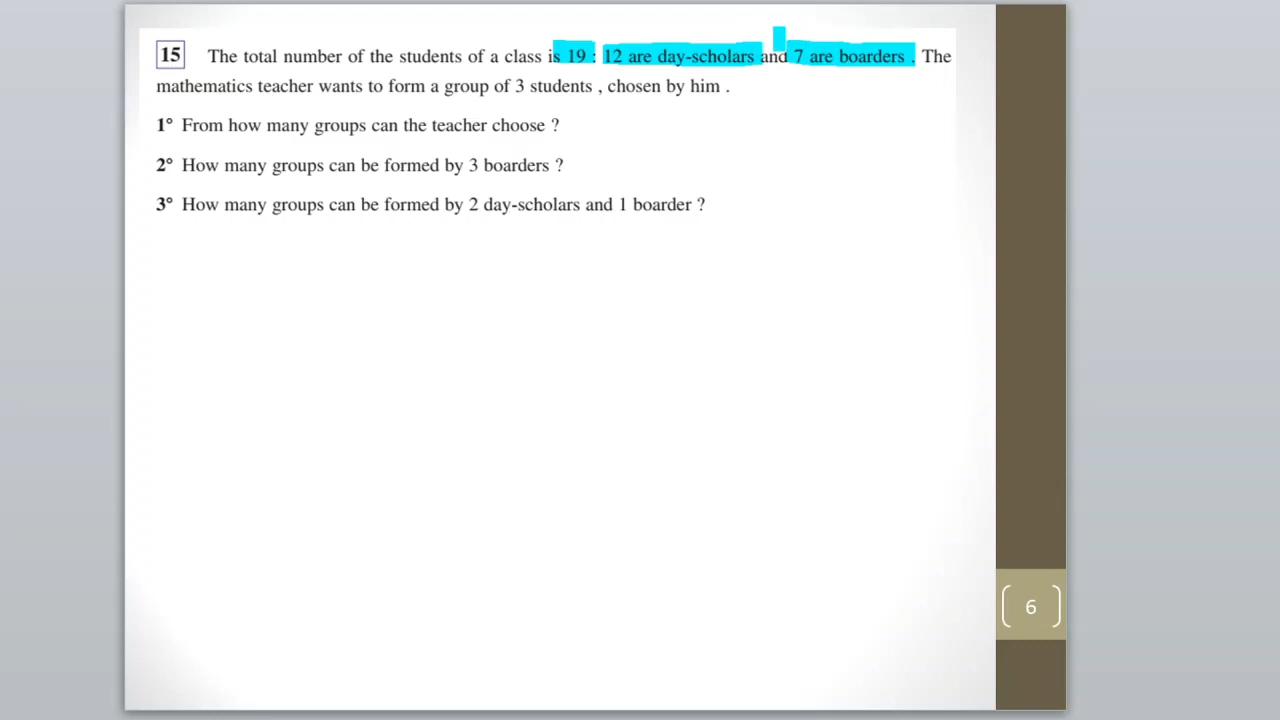 15 The total number of the students of a class is 19 : 12 are day-scholars and 7 are boarders . The
mathematics teacher wants to form a group of 3 students , chosen by him .
1° From how many groups can the teacher choose ?
2° How many groups can be formed by 3 boarders ?
3° How many groups can be formed by 2 day-scholars and 1 boarder ?
6